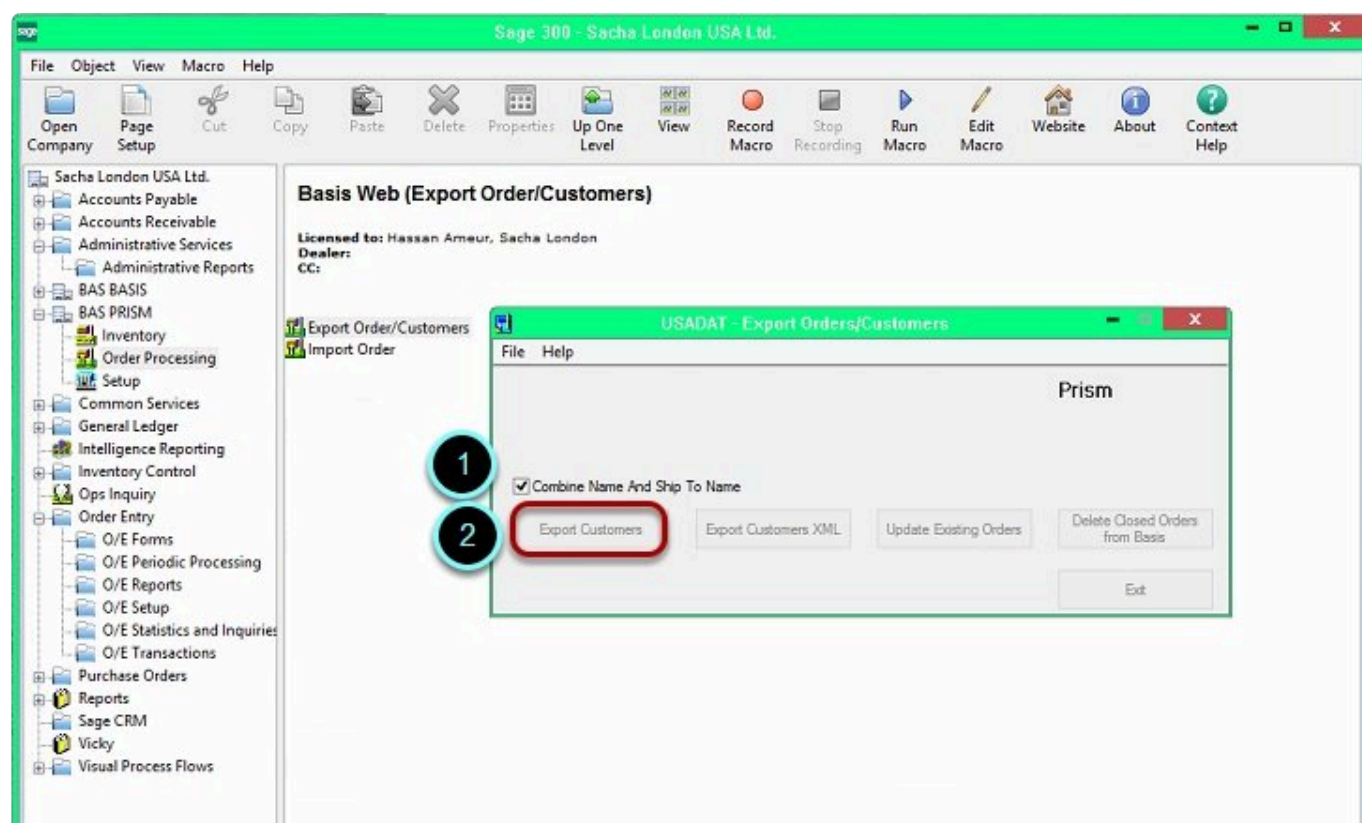 sage
Sage 300 - Sacha London USA Ltd.
File Object View Macro Help
Open Company
Page Setup
Cut
Copy
Paste
Delete
Properties
Up One Level
View
Record Macro
Stop Recording
Run Macro
Edit Macro
Website
About
Context Help
Sacha London USA Ltd.
Accounts Payable
Accounts Receivable
Administrative Services
Administrative Reports
BAS BASIS
BAS PRISM
Inventory
Order Processing
Setup
Common Services
General Ledger
Intelligence Reporting
Inventory Control
Ops Inquiry
Order Entry
O/E Forms
O/E Periodic Processing
O/E Reports
O/E Setup
O/E Statistics and Inquiries
O/E Transactions
Purchase Orders
Reports
Sage CRM
Vicky
Visual Process Flows
Basis Web (Export Order/Customers)
Licensed to: Hassan Ameur, Sacha London
Dealer:
CC:
Export Order/Customers
Import Order
USADAT - Export Orders/Customers
File Help
Prism
1
Combine Name And Ship To Name
2
Export Customers
Export Customers XML
Update Existing Orders
Delete Closed Orders
from Basis
Exit